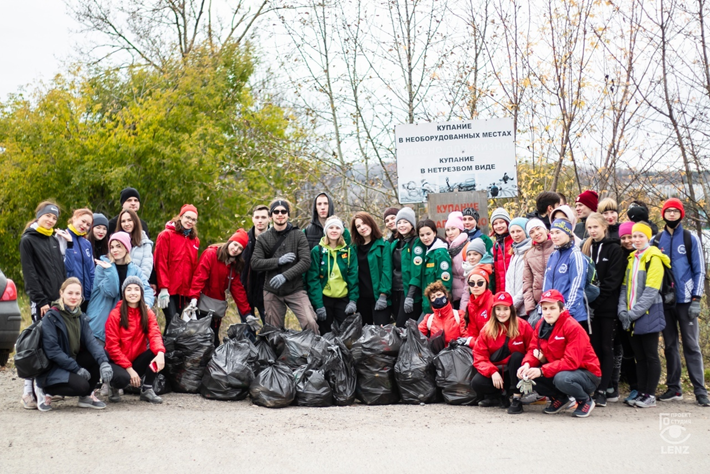 КУПАНИЕ
В НЕОБОРУДОВАННЫХ МЕСТАХ
КУПАНИЕ
В НЕТРЕЗВОМ ВИДЕ
КУПАНИЕ
LENZ